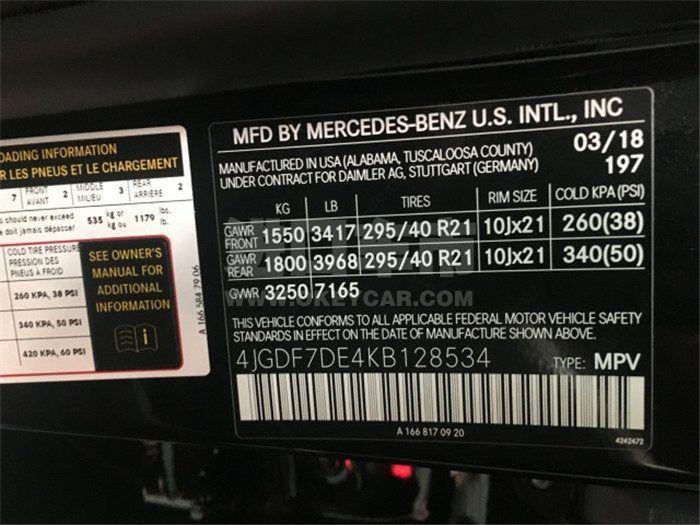 OADING INFORMATION
R LES PNEUS ET LE CHARGEMENT
7 FRONT AVANT 2 MIDDLE MILIEU 3 REAR ARRIÈRE 2
s should never exceed
e doit jamais dépasser
535 kg or kg ou 1179 lbs. lb.
COLD TIRE PRESSURE
PRESSION DES
PNEUS À FROID
260 KPA, 38 PSI
340 KPA, 50 PSI
420 KPA, 60 PSI
SEE OWNER'S
MANUAL FOR
ADDITIONAL
INFORMATION
A 166 584 79 06
MFD BY MERCEDES-BENZ U.S. INTL., INC
MANUFACTURED IN USA (ALABAMA, TUSCALOOSA COUNTY) 03/18
UNDER CONTRACT FOR DAIMLER AG, STUTTGART (GERMANY) 197
KG LB TIRES RIM SIZE COLD KPA (PSI)
GAWR FRONT 1550 3417 295/40 R21 10Jx21 260(38)
GAWR REAR 1800 3968 295/40 R21 10Jx21 340(50)
GVWR 3250 7165
WWW.OKEYCAR.COM
THIS VEHICLE CONFORMS TO ALL APPLICABLE FEDERAL MOTOR VEHICLE SAFETY
STANDARDS IN EFFECT ON THE DATE OF MANUFACTURE SHOWN ABOVE.
4JGDF7DE4KB128534 TYPE: MPV
A 166 817 09 20
4242472